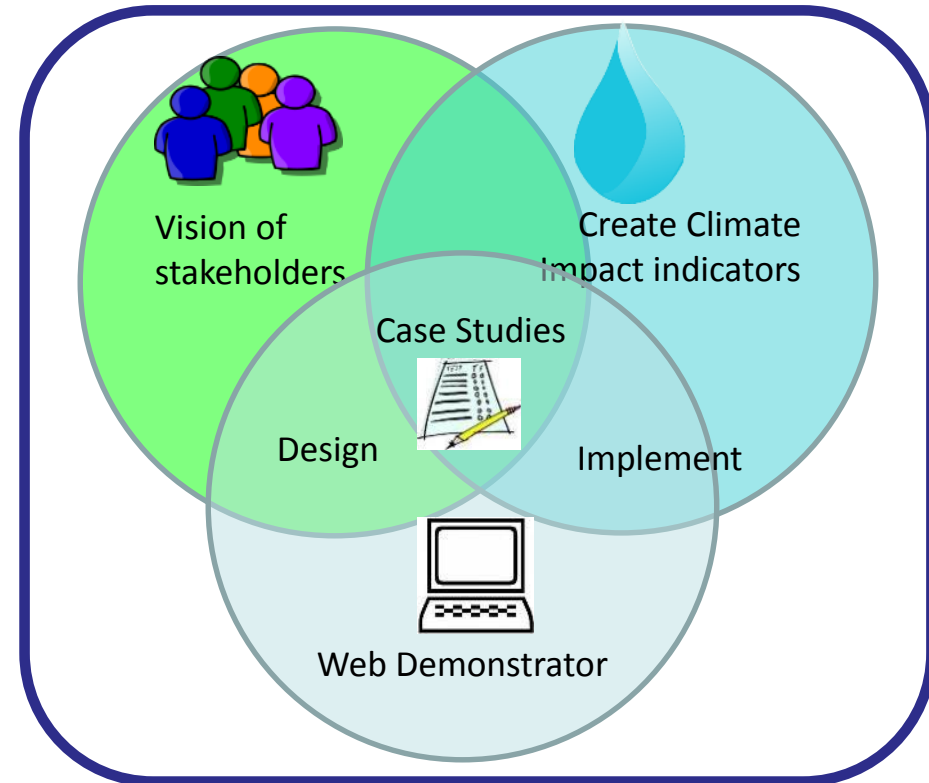 Vision of
stakeholders
Create Climate
Impact indicators
Case Studies
Design
Implement
Web Demonstrator